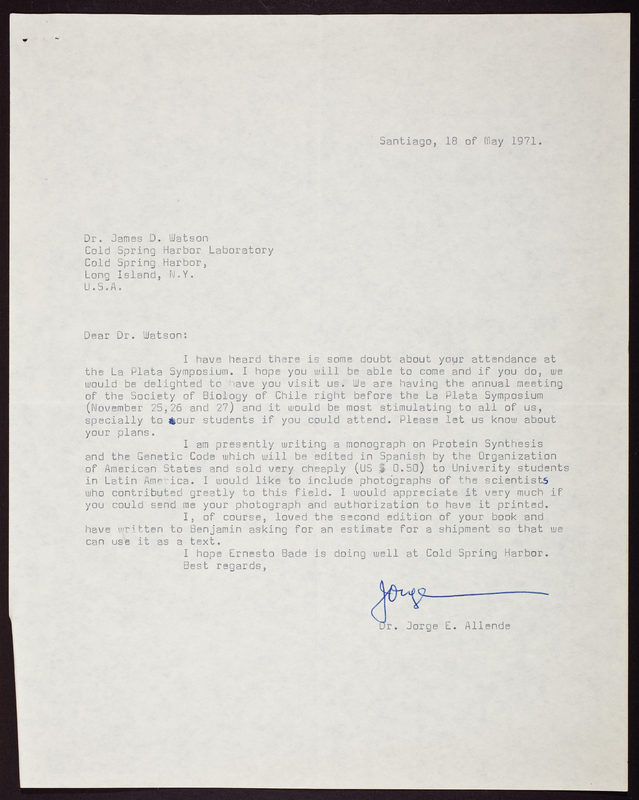 Santiago, 18 of May 1971.
Dr. James D. Watson
Cold Spring Harbor Laboratory
Cold Spring Harbor,
Long Island, N.Y.
U.S.A.
Dear Dr. Watson:
I have heard there is some doubt about your attendance at
the La Plata Symposium. I hope you will be able to come and if you do, we
would be delighted to have you visit us. We are having the annual meeting
of the Society of Biology of Chile right before the La Plata Symposium
(November 25,26 and 27) and it would be most stimulating to all of us,
specially to our students if you could attend. Please let us know about
your plans.
I am presently writing a monograph on Protein Synthesis
and the Genetic Code which will be edited in Spanish by the Organization
of American States and sold very cheaply (US $ 0.50) to Univerity students
in Latin America. I would like to include photographs of the scientists
who contributed greatly to this field. I would appreciate it very much if
you could send me your photograph and authorization to have it printed.
I, of course, loved the second edition of your book and
have written to Benjamin asking for an estimate for a shipment so that we
can use it as a text.
I hope Ernesto Bade is doing well at Cold Spring Harbor.
Best regards,
Jorge
Dr. Jorge E. Allende